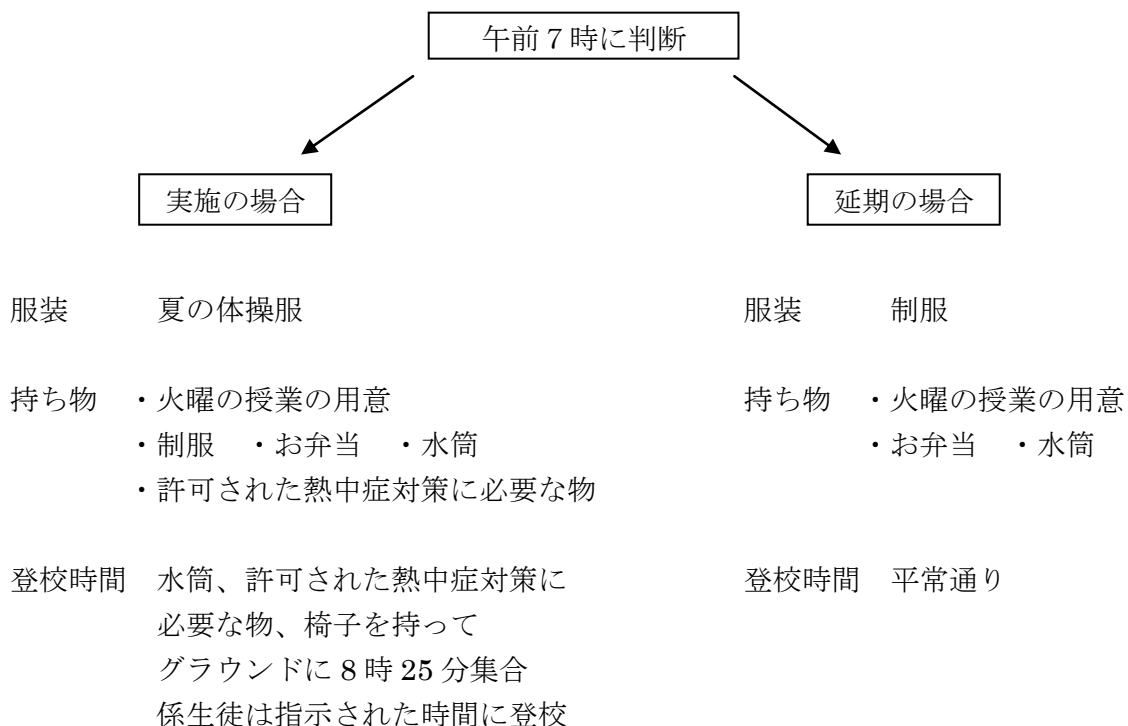 午前７時に判断
実施の場合
服装　　　夏の体操服
持ち物　・火曜の授業の用意
・制服　・お弁当　・水筒
・許可された熱中症対策に必要な物
登校時間　水筒、許可された熱中症対策に
必要な物、椅子を持って
グラウンドに 8 時 25 分集合
係生徒は指示された時間に登校
延期の場合
服装　　　制服
持ち物　・火曜の授業の用意
・お弁当　・水筒
登校時間　平常通り